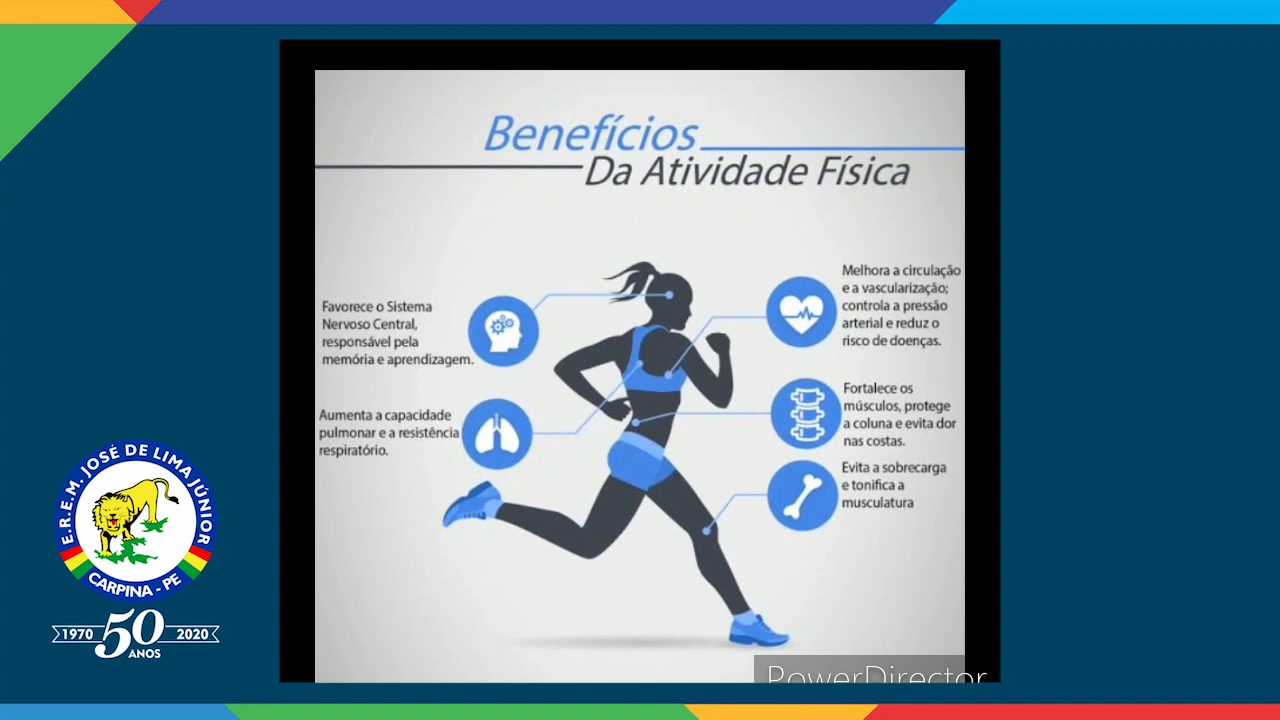 Benefícios
Da Atividade Física
Favorece o Sistema
Nervoso Central,
responsável pela
memória e aprendizagem.
Aumenta a capacidade
pulmonar e a resistência
respiratório.
Melhora a circulação
e a vascularização;
controla a pressão
arterial e reduz o
risco de doenças.
Fortalece os
músculos, protege
a coluna e evita dor
nas costas.
Evita a sobrecarga
e tonifica a
musculatura
E.R.E.M. JOSÉ DE LIMA JÚNIOR
CARPINA - PE
1970 50 2020
ANOS
PowerDirector